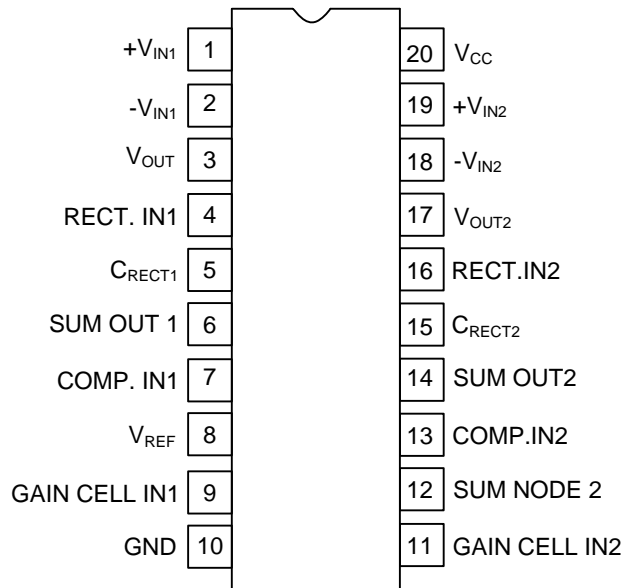 +VIN1 1 20 VCC
-VIN1 2 19 +VIN2
VOUT 3 18 -VIN2
RECT. IN1 4 17 VOUT2
CRECT1 5 16 RECT.IN2
SUM OUT 1 6 15 CRECT2
COMP. IN1 7 14 SUM OUT2
VREF 8 13 COMP.IN2
GAIN CELL IN1 9 12 SUM NODE 2
GND 10 11 GAIN CELL IN2